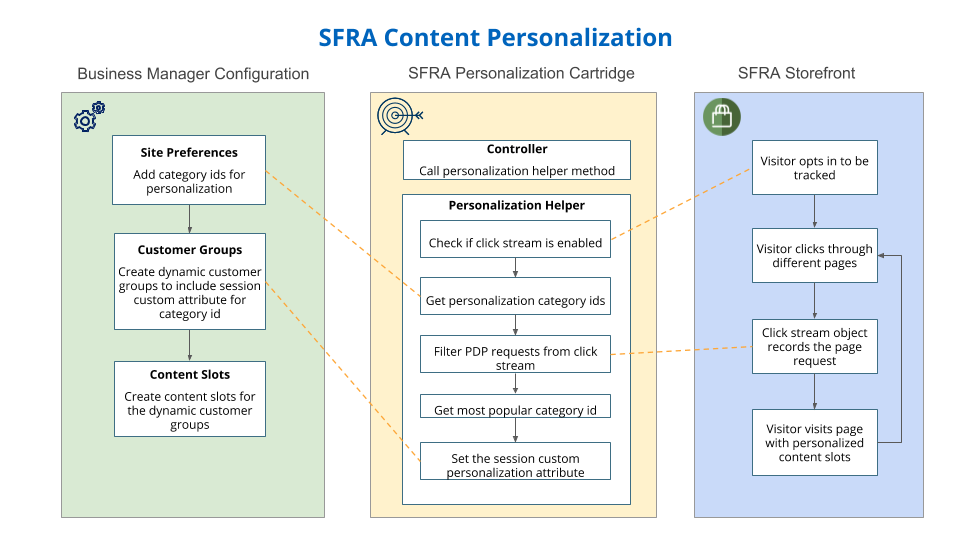 SFRA Content Personalization
Business Manager Configuration
Site Preferences
Add category ids for
personalization
Customer Groups
Create dynamic customer
groups to include session
custom attribute for
category id
Content Slots
Create content slots for
the dynamic customer
groups
SFRA Personalization Cartridge
Controller
Call personalization helper method
Personalization Helper
Check if click stream is enabled
Get personalization category ids
Filter PDP requests from click
stream
Get most popular category id
Set the session custom
personalization attribute
SFRA Storefront
Visitor opts in to be
tracked
Visitor clicks through
different pages
Click stream object
records the page
request
Visitor visits page
with personalized
content slots